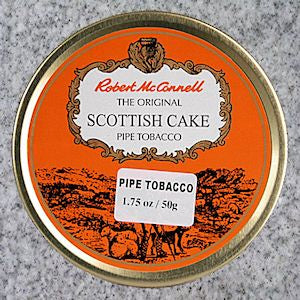 Robert McConnell
THE ORIGINAL
SCOTTISH CAKE
PIPE TOBACCO
PIPE TOBACCO
1.75 oz / 50g